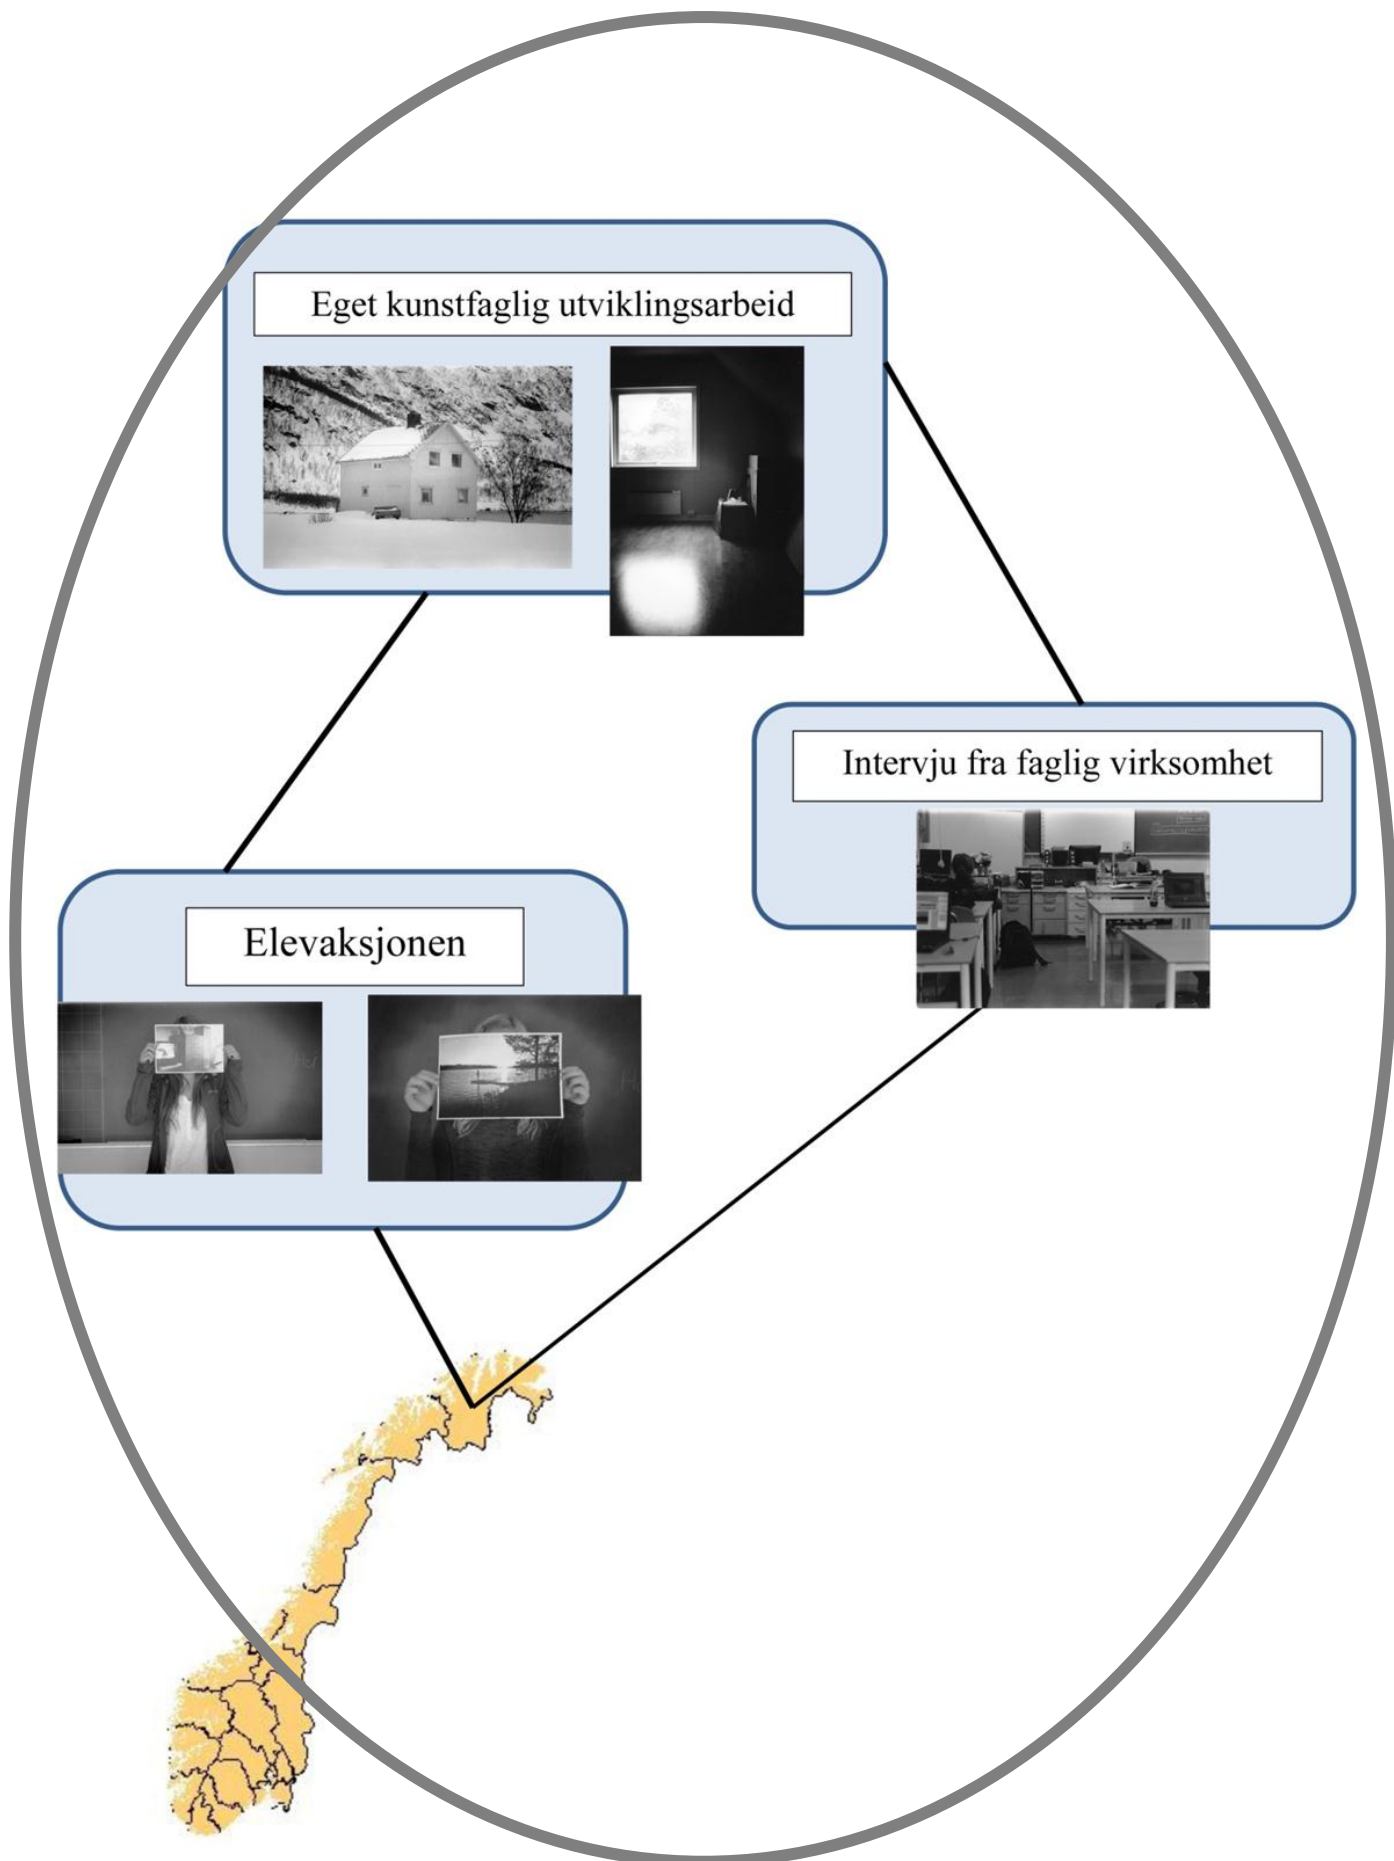 Eget kunstfaglig utviklingsarbeid
Intervju fra faglig virksomhet
Elevaksjonen